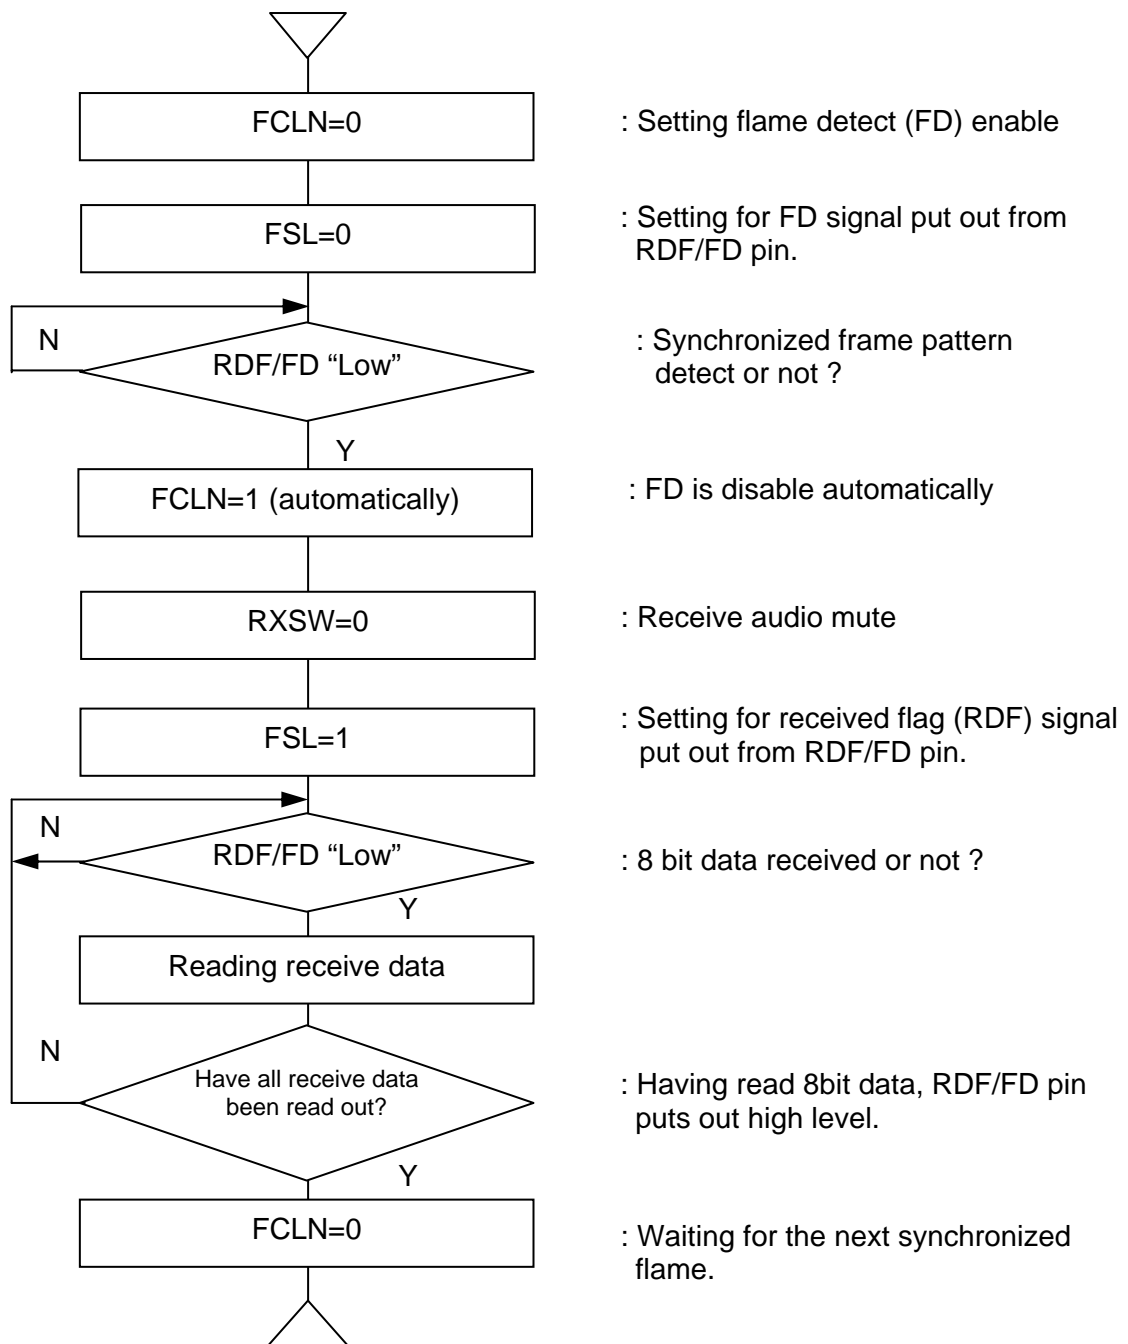 FCLN=0
: Setting flame detect (FD) enable
FSL=0
: Setting for FD signal put out from
RDF/FD pin.
N
RDF/FD “Low”
: Synchronized frame pattern
detect or not ?
Y
FCLN=1 (automatically)
: FD is disable automatically
RXSW=0
: Receive audio mute
FSL=1
: Setting for received flag (RDF) signal
put out from RDF/FD pin.
N
RDF/FD “Low”
: 8 bit data received or not ?
Y
Reading receive data
N
Have all receive data
been read out?
: Having read 8bit data, RDF/FD pin
puts out high level.
Y
FCLN=0
: Waiting for the next synchronized
flame.